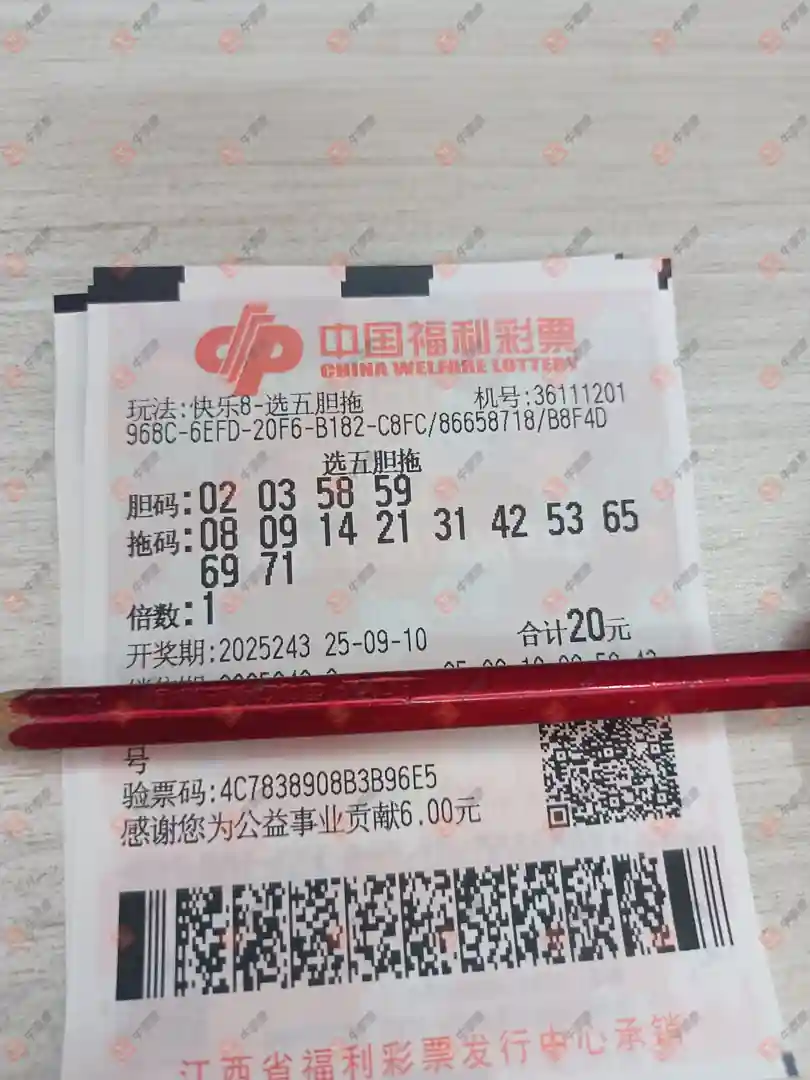 中国福利彩票
CHINA WELFARE LOTTERY
玩法:快乐8-选五胆拖 机号:36111201
968C-6EFD-20F6-B182-C8FC/86658718/B8F4D
选五胆拖
胆码:02 03 58 59
拖码:08 09 14 21 31 42 53 65
69 71
倍数:1
开奖期:2025243 25-09-10 合计20元
号
验票码:4C7838908B3B96E5
感谢您为公益事业贡献6.00元
江西省福利彩票发行中心承销